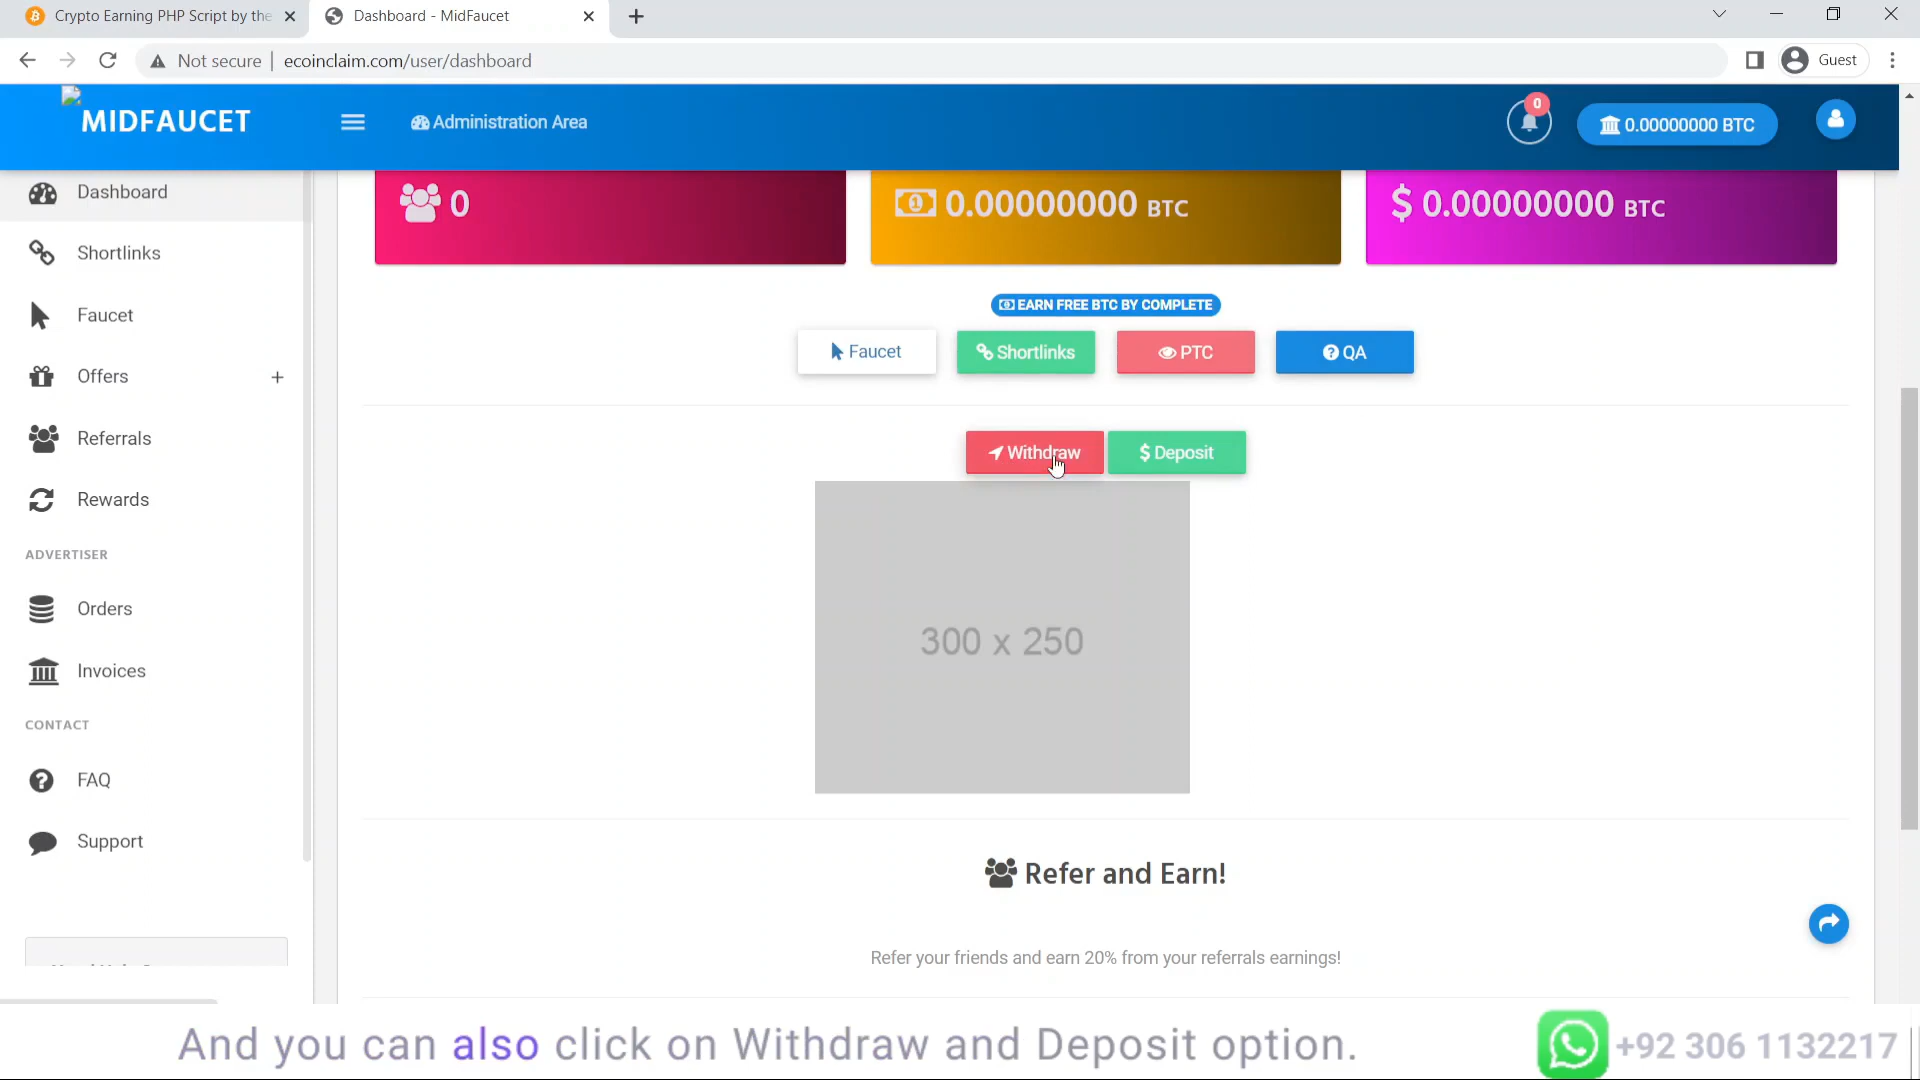 Crypto Earning PHP Script by the
Dashboard - MidFaucet
Not secure
ecoinclaim.com/user/dashboard
Guest
MIDFAUCET
Administration Area
0
0.00000000 BTC
Dashboard
Shortlinks
Faucet
Offers +
Referrals
Rewards
ADVERTISER
Orders
Invoices
CONTACT
FAQ
Support
0
0.00000000 BTC
$ 0.00000000 BTC
EARN FREE BTC BY COMPLETE
Faucet
Shortlinks
PTC
QA
Withdraw
$ Deposit
300 x 250
Refer and Earn!
Refer your friends and earn 20% from your referrals earnings!
And you can also click on Withdraw and Deposit option.
+92 306 1132217